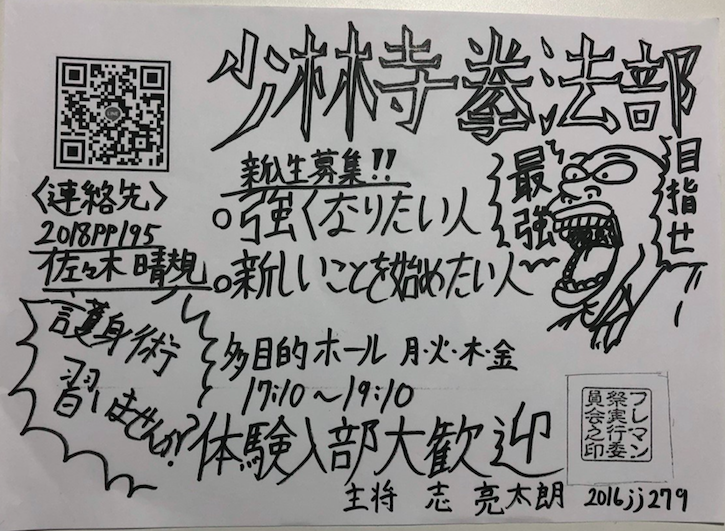 少林寺拳法部
新入生募集!!
○強くなりたい人
○新しいことを始めたい人
目指せー
最強〜
〈連絡先〉
2018PP195
佐々木 晴規
護身術
習いませんか?
多目的ホール 月・火・木・金
17:10〜19:10
体験入部大歓迎
主将 志 亮太朗 2016jj279
フレマン
祭実行委
員会之印